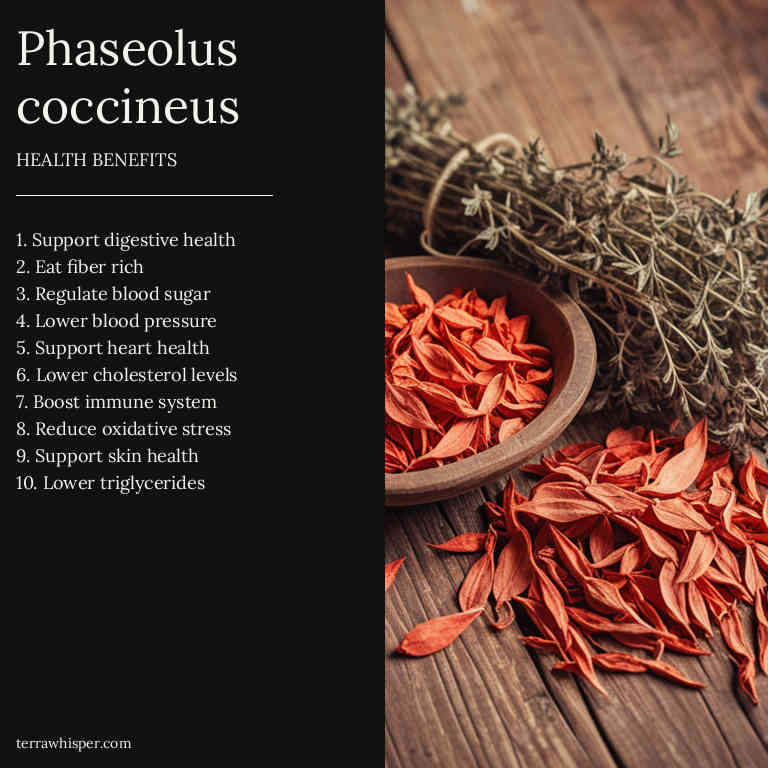 Phaseolus
coccineus
HEALTH BENEFITS
1. Support digestive health
2. Eat fiber rich
3. Regulate blood sugar
4. Lower blood pressure
5. Support heart health
6. Lower cholesterol levels
7. Boost immune system
8. Reduce oxidative stress
9. Support skin health
10. Lower triglycerides
terrawhisper.com